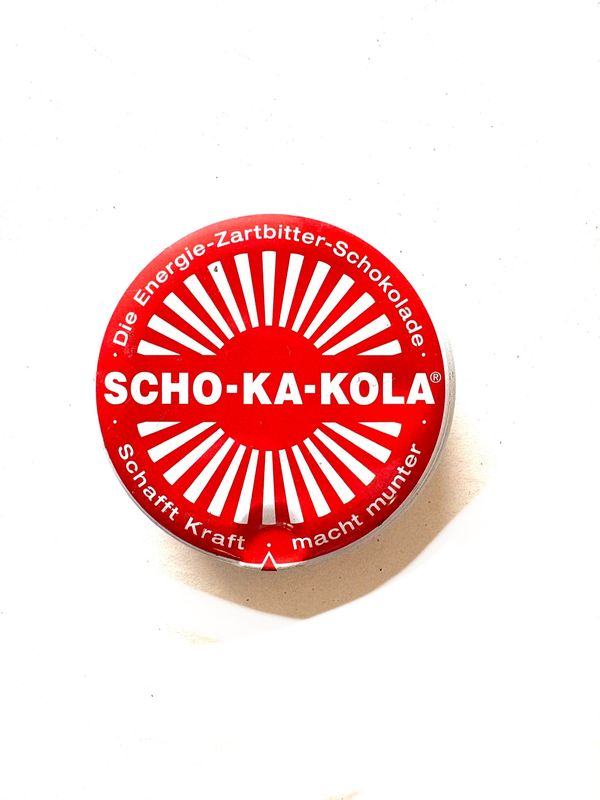 Die Energie-Zartbitter-Schokolade
SCHO-KA-KOLA®
Schafft Kraft · macht munter